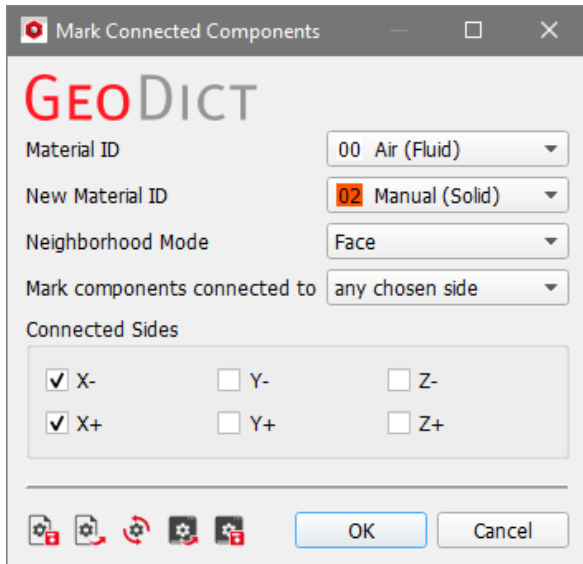 Mark Connected Components
GEODICT
Material ID 00 Air (Fluid)
New Material ID 02 Manual (Solid)
Neighborhood Mode Face
Mark components connected to any chosen side
Connected Sides
X- Y- Z-
X+ Y+ Z+
OK Cancel